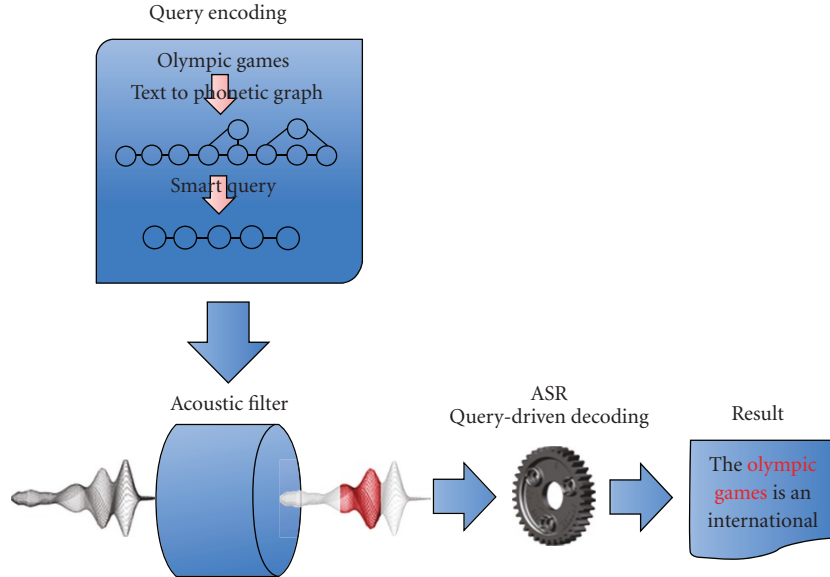 Query encoding
Olympic games
Text to phonetic graph
Smart query
Acoustic filter
ASR
Query-driven decoding
Result
The olympic
games is an
international